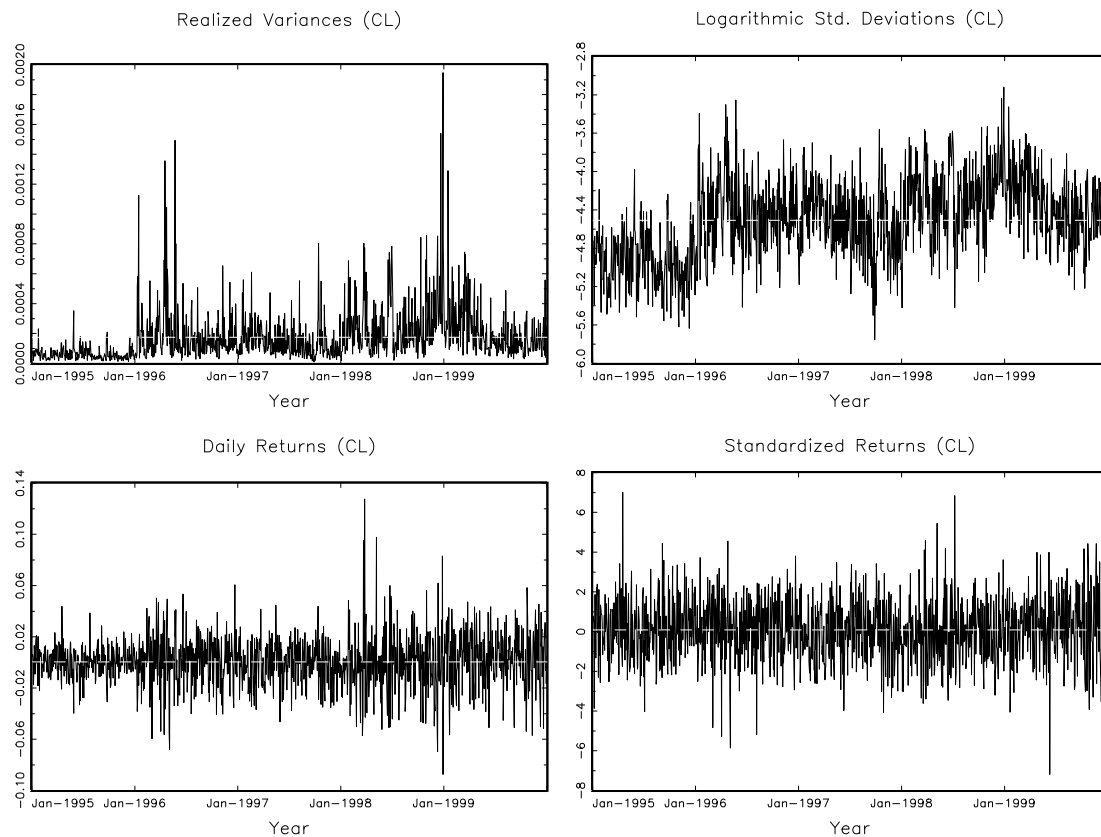 Realized Variances (CL)
0.0020
0.0016
0.0012
0.0008
0.0004
0.0000
Jan-1995 Jan-1996 Jan-1997 Jan-1998 Jan-1999
Year
Logarithmic Std. Deviations (CL)
-2.8
-3.2
-3.6
-4.0
-4.4
-4.8
-5.2
-5.6
-6.0
Jan-1995 Jan-1996 Jan-1997 Jan-1998 Jan-1999
Year
Daily Returns (CL)
0.14
0.10
0.06
0.02
-0.02
-0.06
-0.10
Jan-1995 Jan-1996 Jan-1997 Jan-1998 Jan-1999
Year
Standardized Returns (CL)
8
6
4
2
0
-2
-4
-6
-8
Jan-1995 Jan-1996 Jan-1997 Jan-1998 Jan-1999
Year